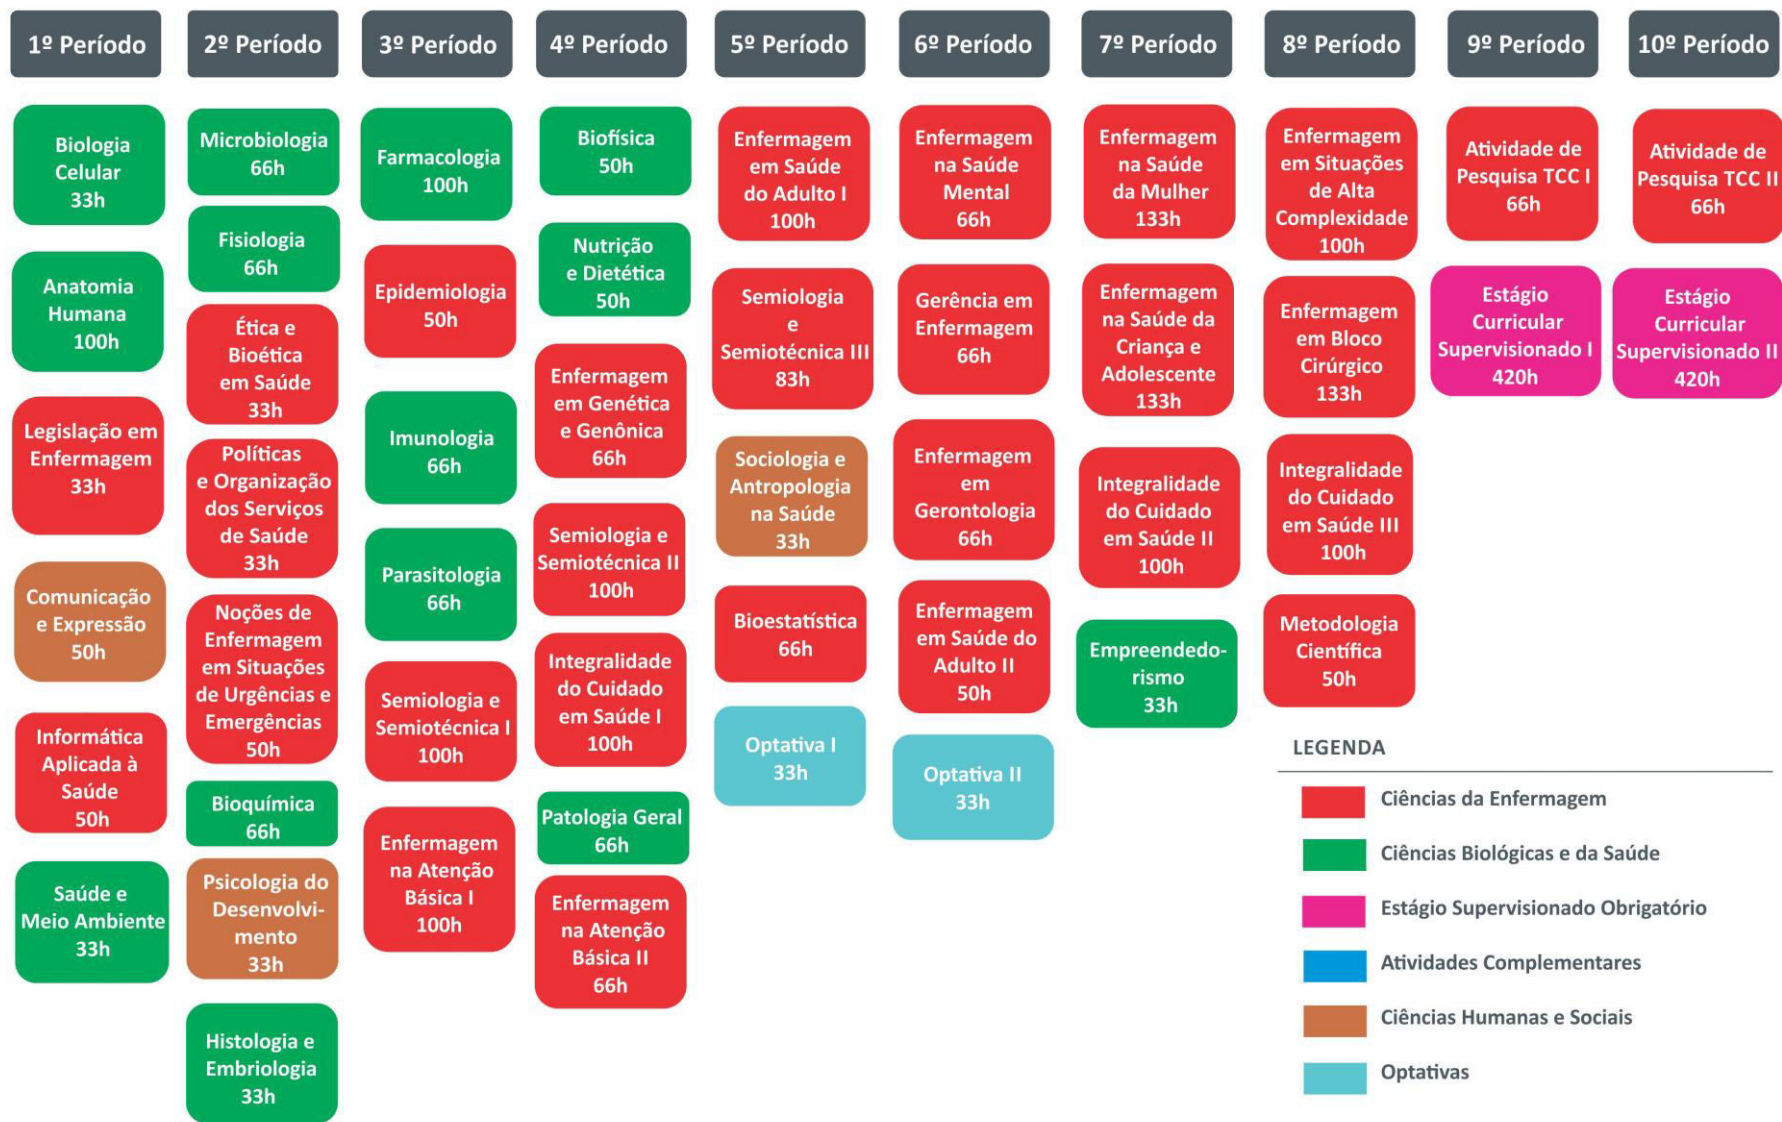 1º Período
2º Período
3º Período
4º Período
5º Período
6º Período
7º Período
8º Período
9º Período
10º Período
Biologia
Celular
33h
Anatomia
Humana
100h
Legislação em
Enfermagem
33h
Comunicação
e Expressão
50h
Informática
Aplicada à
Saúde
50h
Saúde e
Meio Ambiente
33h
Microbiologia
66h
Fisiologia
66h
Ética e
Bioética
em Saúde
33h
Políticas
e Organização
dos Serviços
de Saúde
33h
Noções de
Enfermagem
em Situações
de Urgências e
Emergências
50h
Bioquímica
66h
Psicologia do
Desenvolvi-
mento
33h
Histologia e
Embriologia
33h
Farmacologia
100h
Epidemiologia
50h
Imunologia
66h
Parasitologia
66h
Semiologia e
Semiotécnica I
100h
Enfermagem
na Atenção
Básica I
100h
Biofísica
50h
Nutrição
e Dietética
50h
Enfermagem
em Genética
e Genônica
66h
Semiologia e
Semiotécnica II
100h
Integralidade
do Cuidado
em Saúde I
100h
Patologia Geral
66h
Enfermagem
na Atenção
Básica II
66h
Enfermagem
em Saúde
do Adulto I
100h
Semiologia
e
Semiotécnica III
83h
Sociologia e
Antropologia
na Saúde
33h
Bioestatística
66h
Optativa I
33h
Enfermagem
na Saúde
Mental
66h
Gerência em
Enfermagem
66h
Enfermagem
em
Gerontologia
66h
Enfermagem
em Saúde do
Adulto II
50h
Optativa II
33h
Enfermagem
na Saúde
da Mulher
133h
Enfermagem
na Saúde da
Criança e
Adolescente
133h
Integralidade
do Cuidado
em Saúde II
100h
Empreendedo-
rismo
33h
Enfermagem
em Situações
de Alta
Complexidade
100h
Enfermagem
em Bloco
Cirúrgico
133h
Integralidade
do Cuidado
em Saúde III
100h
Metodologia
Científica
50h
Atividade de
Pesquisa TCC I
66h
Estágio
Curricular
Supervisionado I
420h
Atividade de
Pesquisa TCC II
66h
Estágio
Curricular
Supervisionado II
420h
LEGENDA
Ciências da Enfermagem
Ciências Biológicas e da Saúde
Estágio Supervisionado Obrigatório
Atividades Complementares
Ciências Humanas e Sociais
Optativas